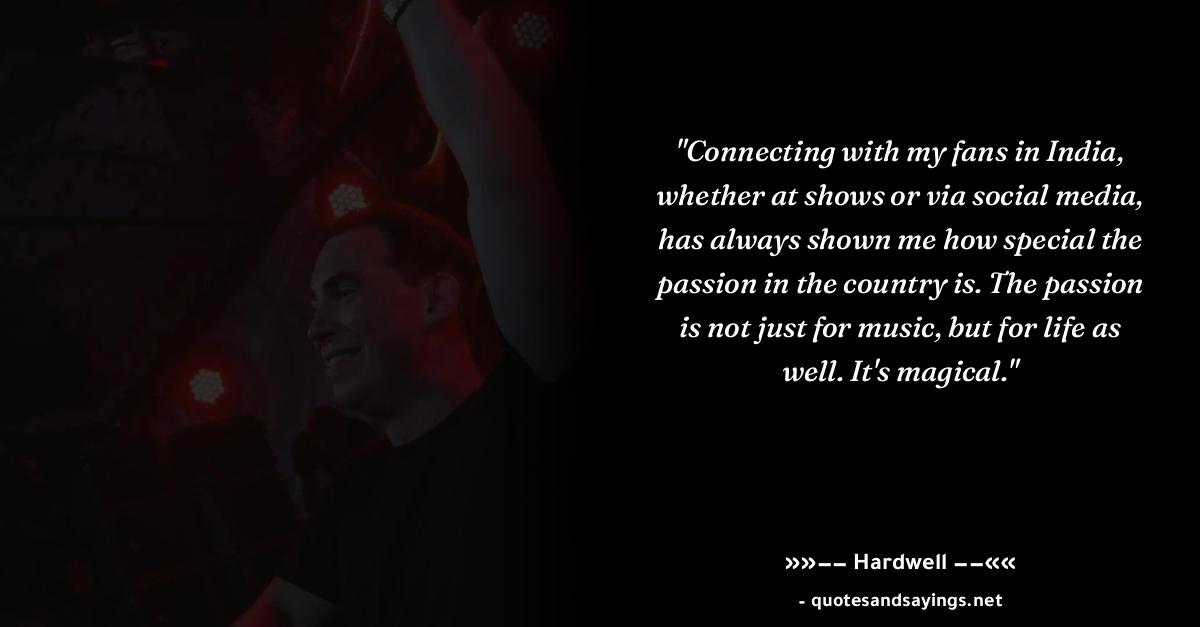 "Connecting with my fans in India,
whether at shows or via social media,
has always shown me how special the
passion in the country is. The passion
is not just for music, but for life as
well. It's magical."
»»−− Hardwell −−««
- quotesandsayings.net